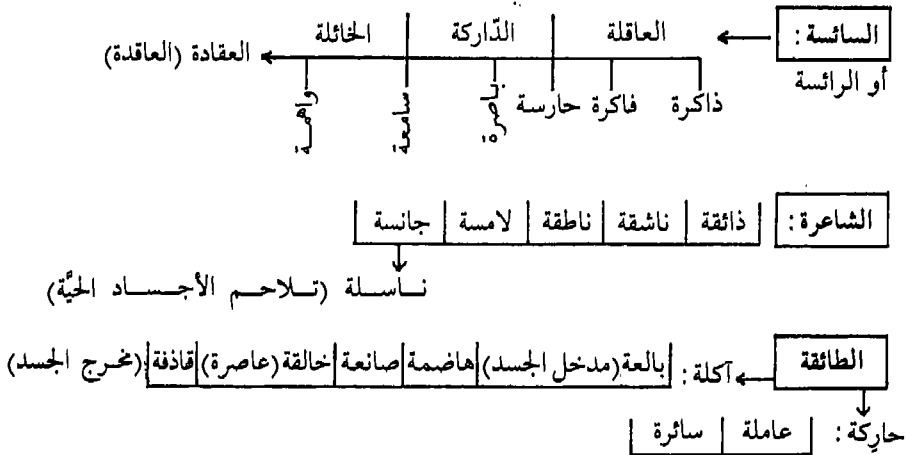 السائسة: العاقلة الدّاركة الخائلة
أو الرائسة العقادة (العاقدة)
ذاكرة فاكرة حارسة باصرة سامعة واهمة
الشاعرة: ذائقة ناشقة ناطقة لامسة جانسة
ناسلة (تلاحم الأجساد الحيَّة)
الطائقة آكلة: بالعة (مدخل الجسد) هاضمة صانعة خالقة (عاصرة) قاذفة (مخرج الجسد)
حارِكة: عاملة سائرة